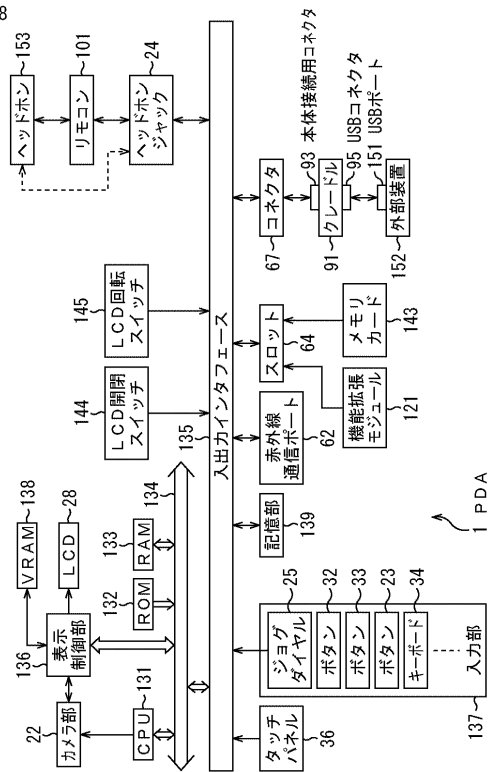 8
22
カメラ部
136
表示
制御部
VRAM
138
LCD
28
CPU
131
132
ROM
133
RAM
134
144
LCD開閉
スイッチ
145
LCD回転
スイッチ
ヘッドホン
153
リモコン
101
ヘッドホン
ジャック
24
135
入出力インタフェース
タッチ
パネル
36
ジョグ
ダイヤル
25
ボタン
32
ボタン
33
ボタン
23
キーボード
34
入力部
137
記憶部
139
赤外線
通信ポート
62
スロット
64
機能拡張
モジュール
121
メモリ
カード
143
67
コネクタ
93 本体接続用コネクタ
91
クレードル
95 USBコネクタ
151 USBポート
152
外部装置
1 PDA